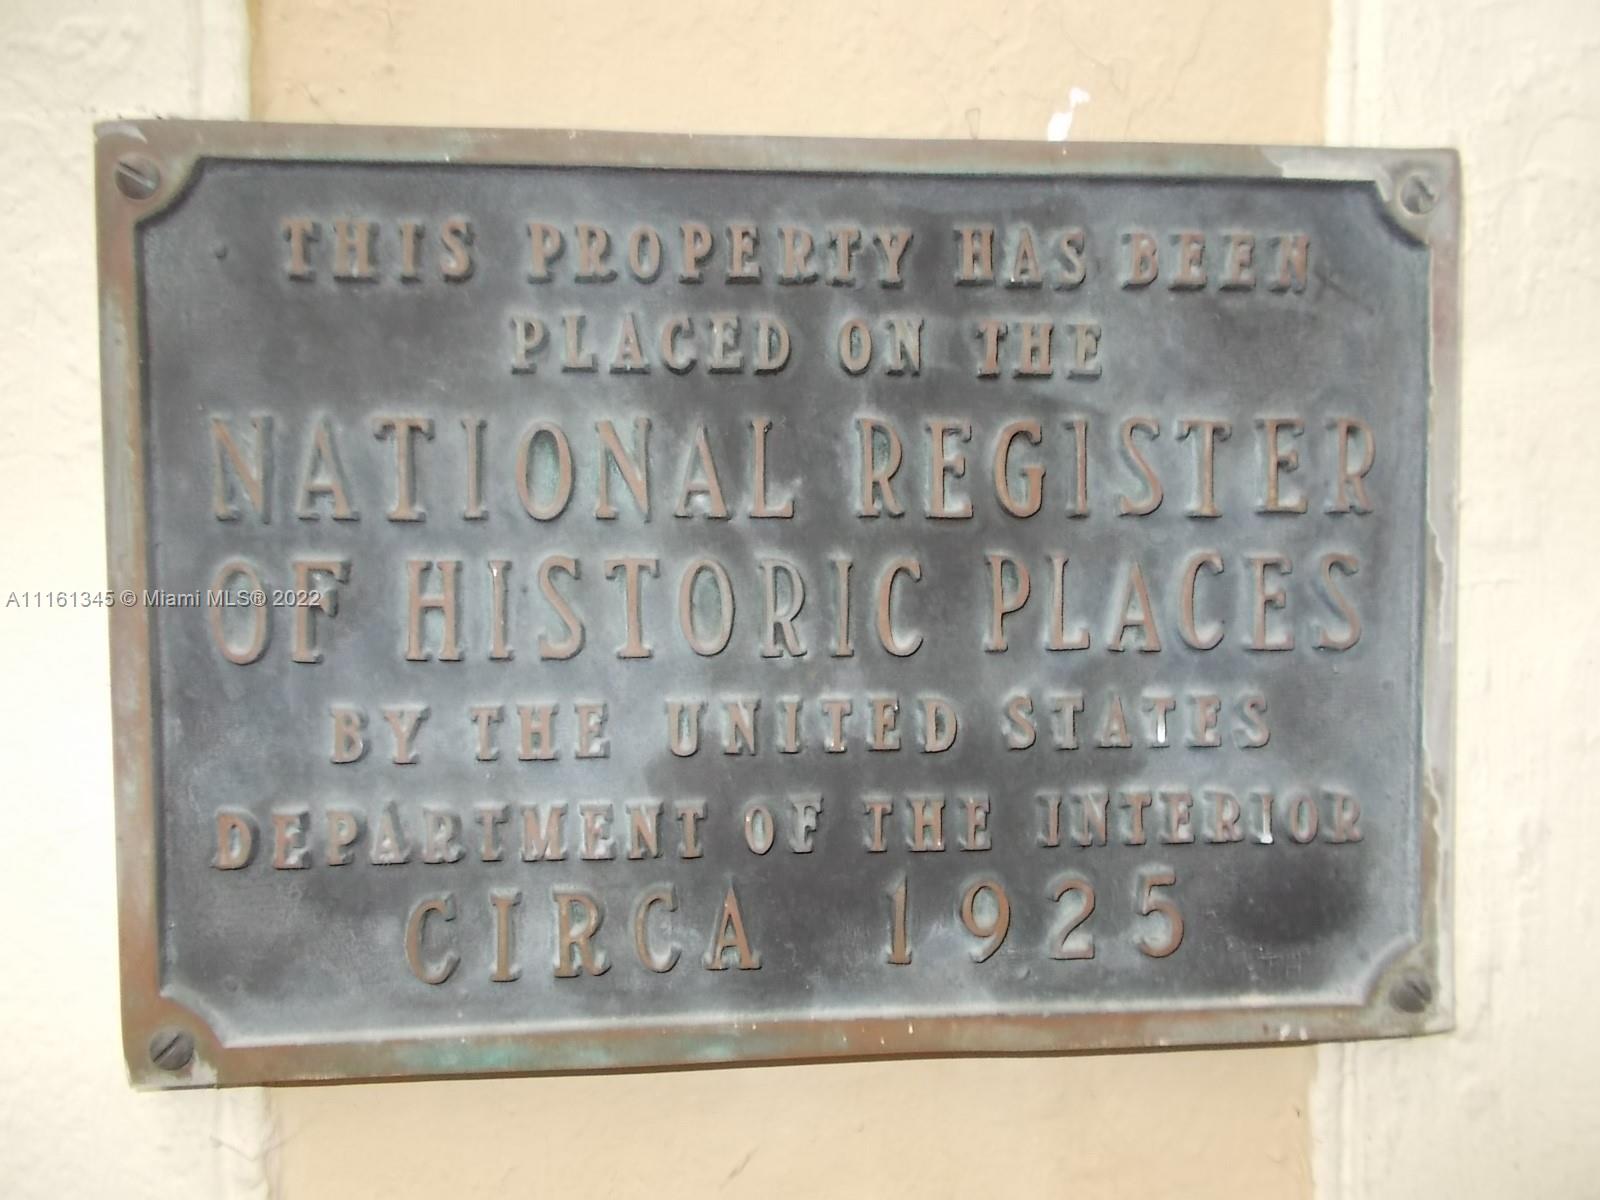 THIS PROPERTY HAS BEEN
PLACED ON THE
NATIONAL REGISTER
OF HISTORIC PLACES
A11161345 © Miami MLS® 2022
BY THE UNITED STATES
DEPARTMENT OF THE INTERIOR
CIRCA 1925